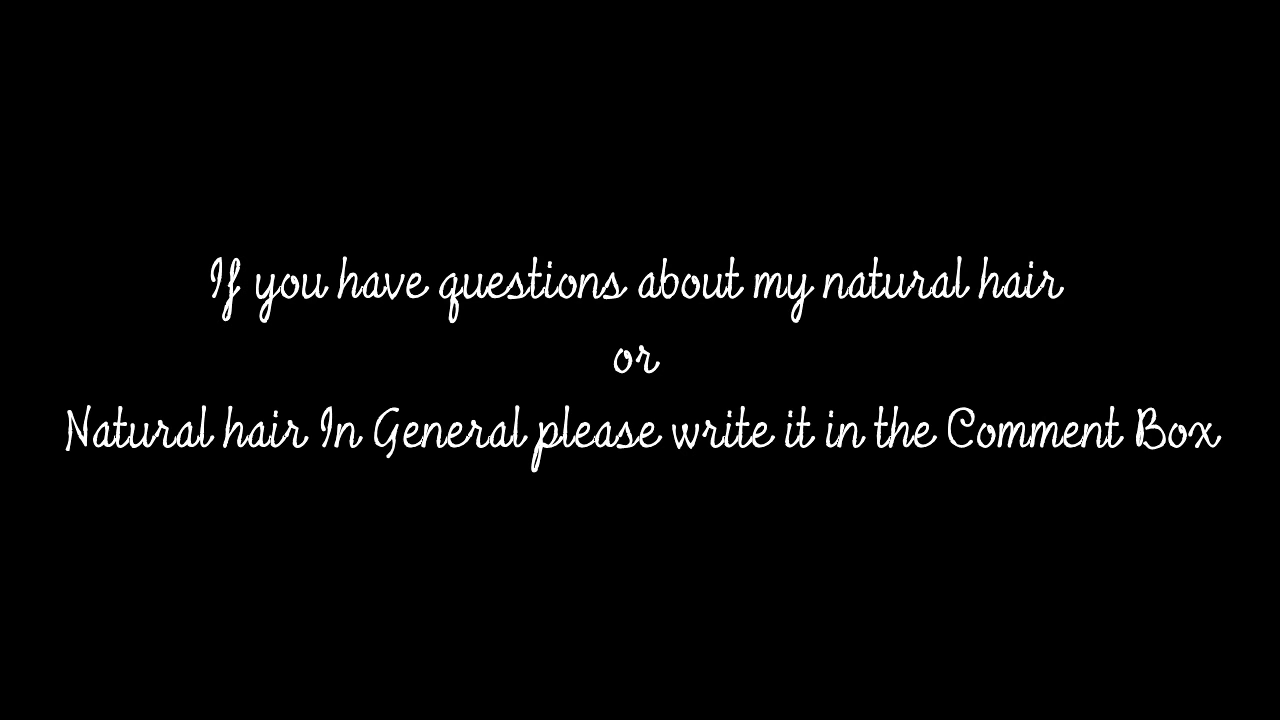 If you have questions about my natural hair
or
Natural hair In General please write it in the Comment Box